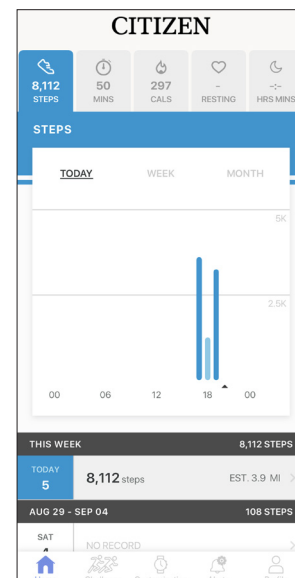 CITIZEN
8,112 50 297 - -:-
STEPS MINS CALS RESTING HRS MINS
STEPS
TODAY WEEK MONTH
5K
2.5K
00 06 12 18 00
THIS WEEK 8,112 STEPS
TODAY
5 8,112 steps EST. 3.9 MI
AUG 29 - SEP 04 108 STEPS
SAT
4 NO RECORD